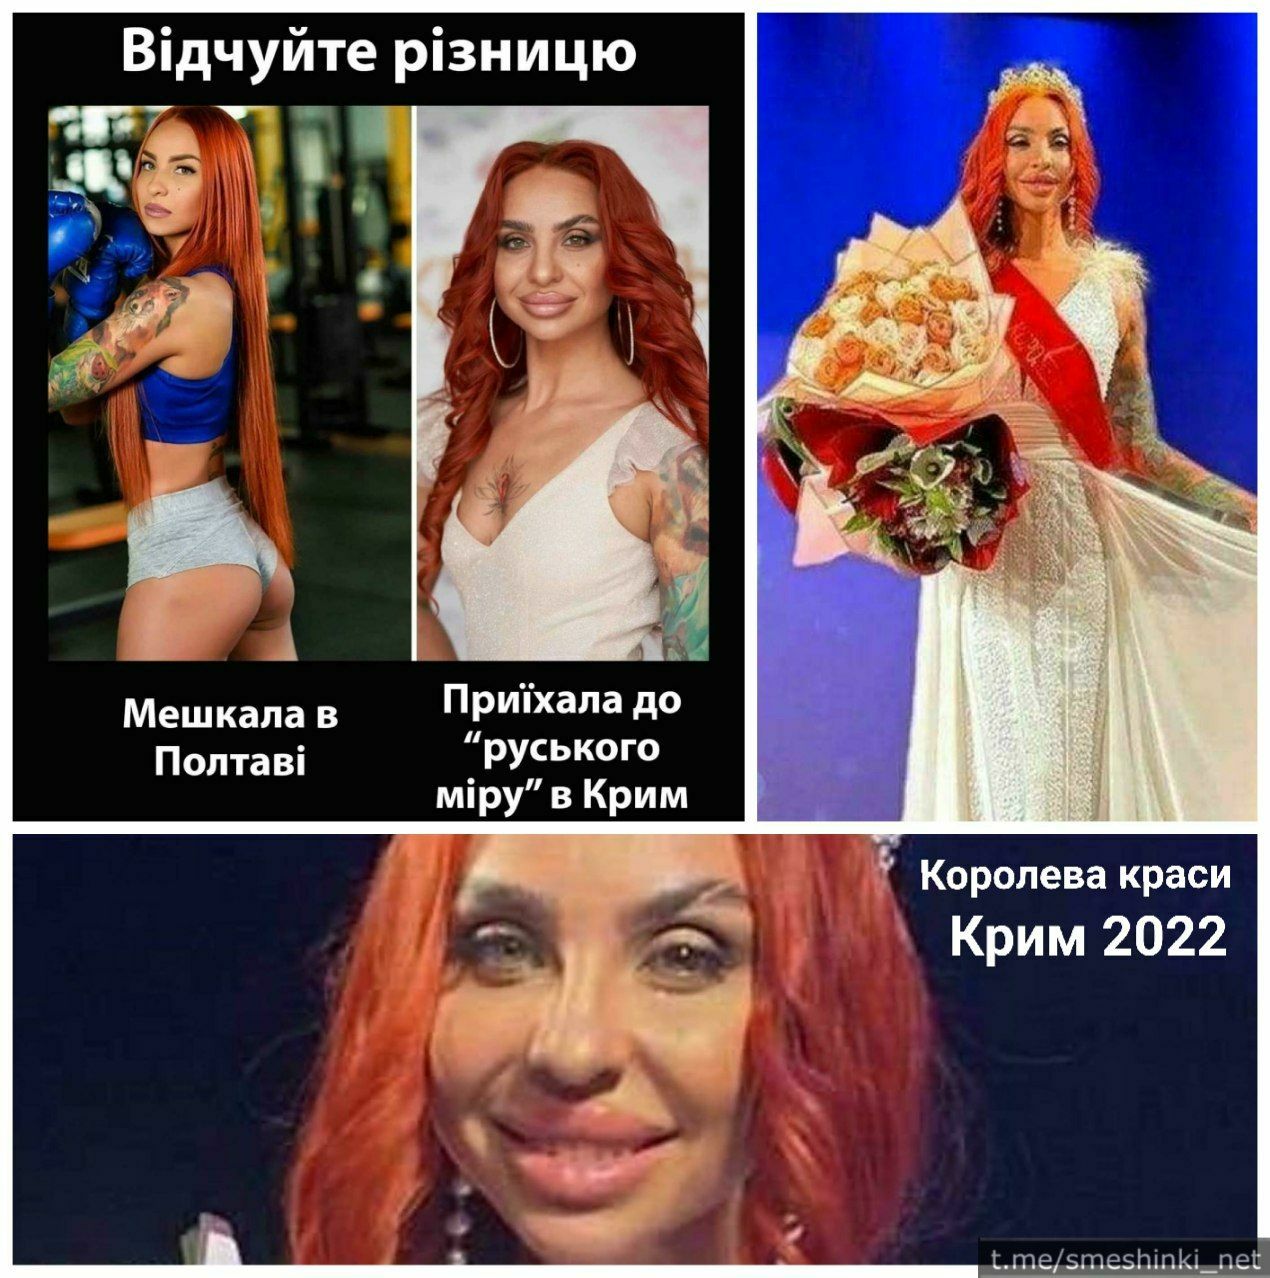 Відчуйте різницю
Мешкала в
Полтаві
Приїхала до
“руського
міру” в Крим
Королева краси
Крим 2022
t.me/smeshinki_net